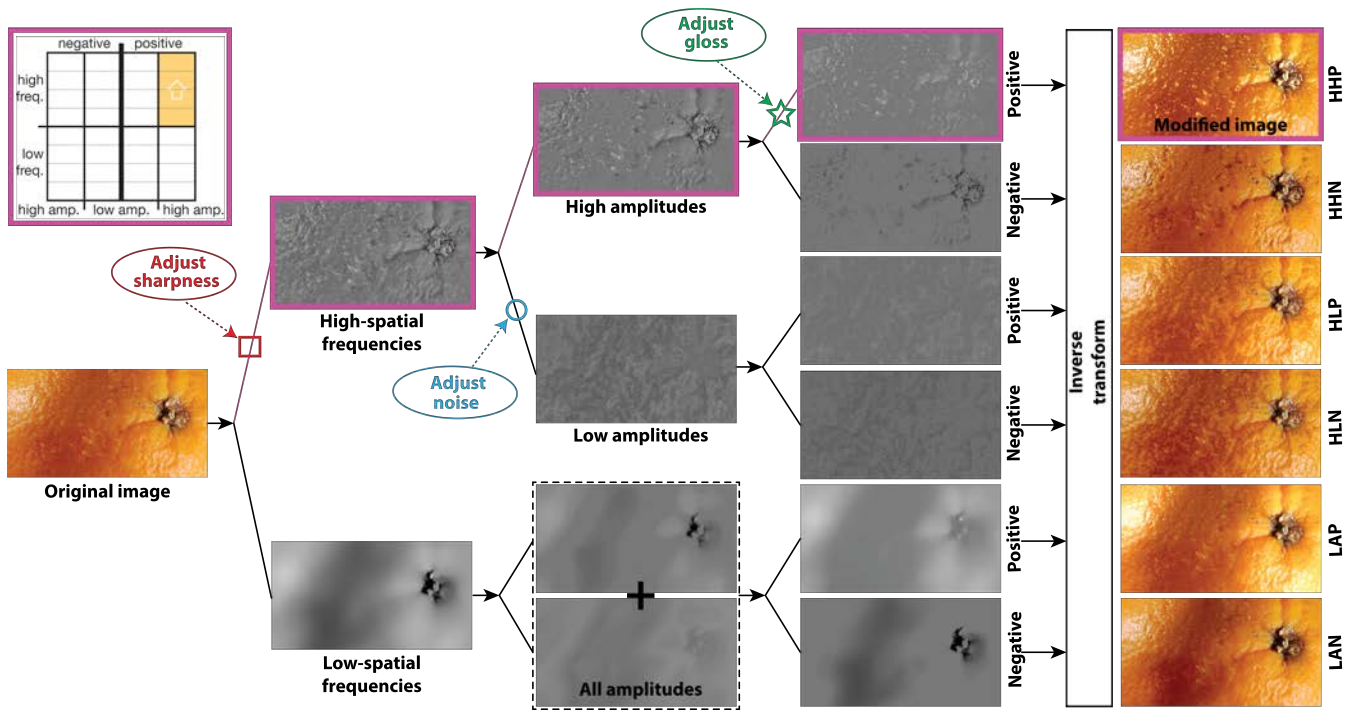 negative positive
high
freq.
low
freq.
high amp. low amp. high amp.
Adjust
sharpness
Original image
High-spatial
frequencies
Low-spatial
frequencies
Adjust
noise
High amplitudes
Low amplitudes
All amplitudes
Adjust
gloss
Positive
Negative
Positive
Negative
Positive
Negative
Inverse
transform
Modified image
HHP
HHN
HLP
HLN
LAP
LAN